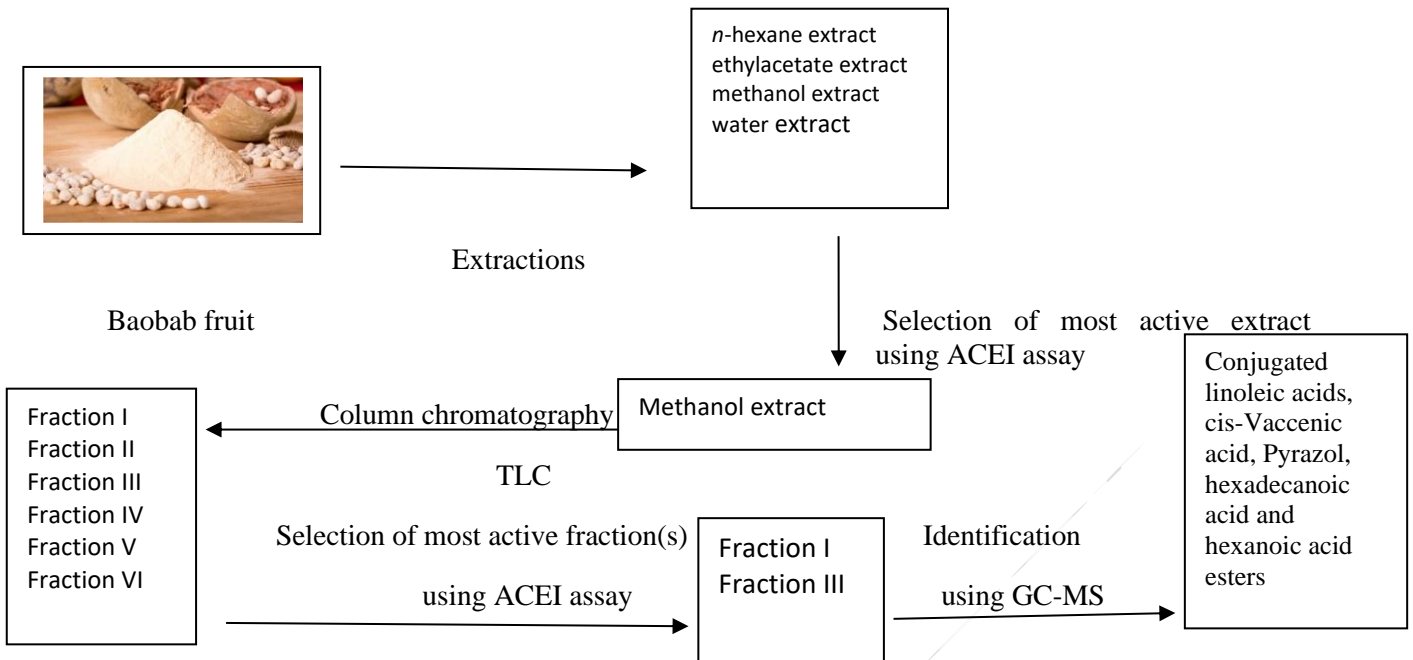 n-hexane extract
ethylacetate extract
methanol extract
water extract
Extractions
Baobab fruit
Selection of most active extract
using ACEI assay
Methanol extract
Column chromatography
TLC
Fraction I
Fraction II
Fraction III
Fraction IV
Fraction V
Fraction VI
Selection of most active fraction(s)
using ACEI assay
Fraction I
Fraction III
Identification
using GC-MS
Conjugated
linoleic acids,
cis-Vaccenic
acid, Pyrazol,
hexadecanoic
acid and
hexanoic acid
esters